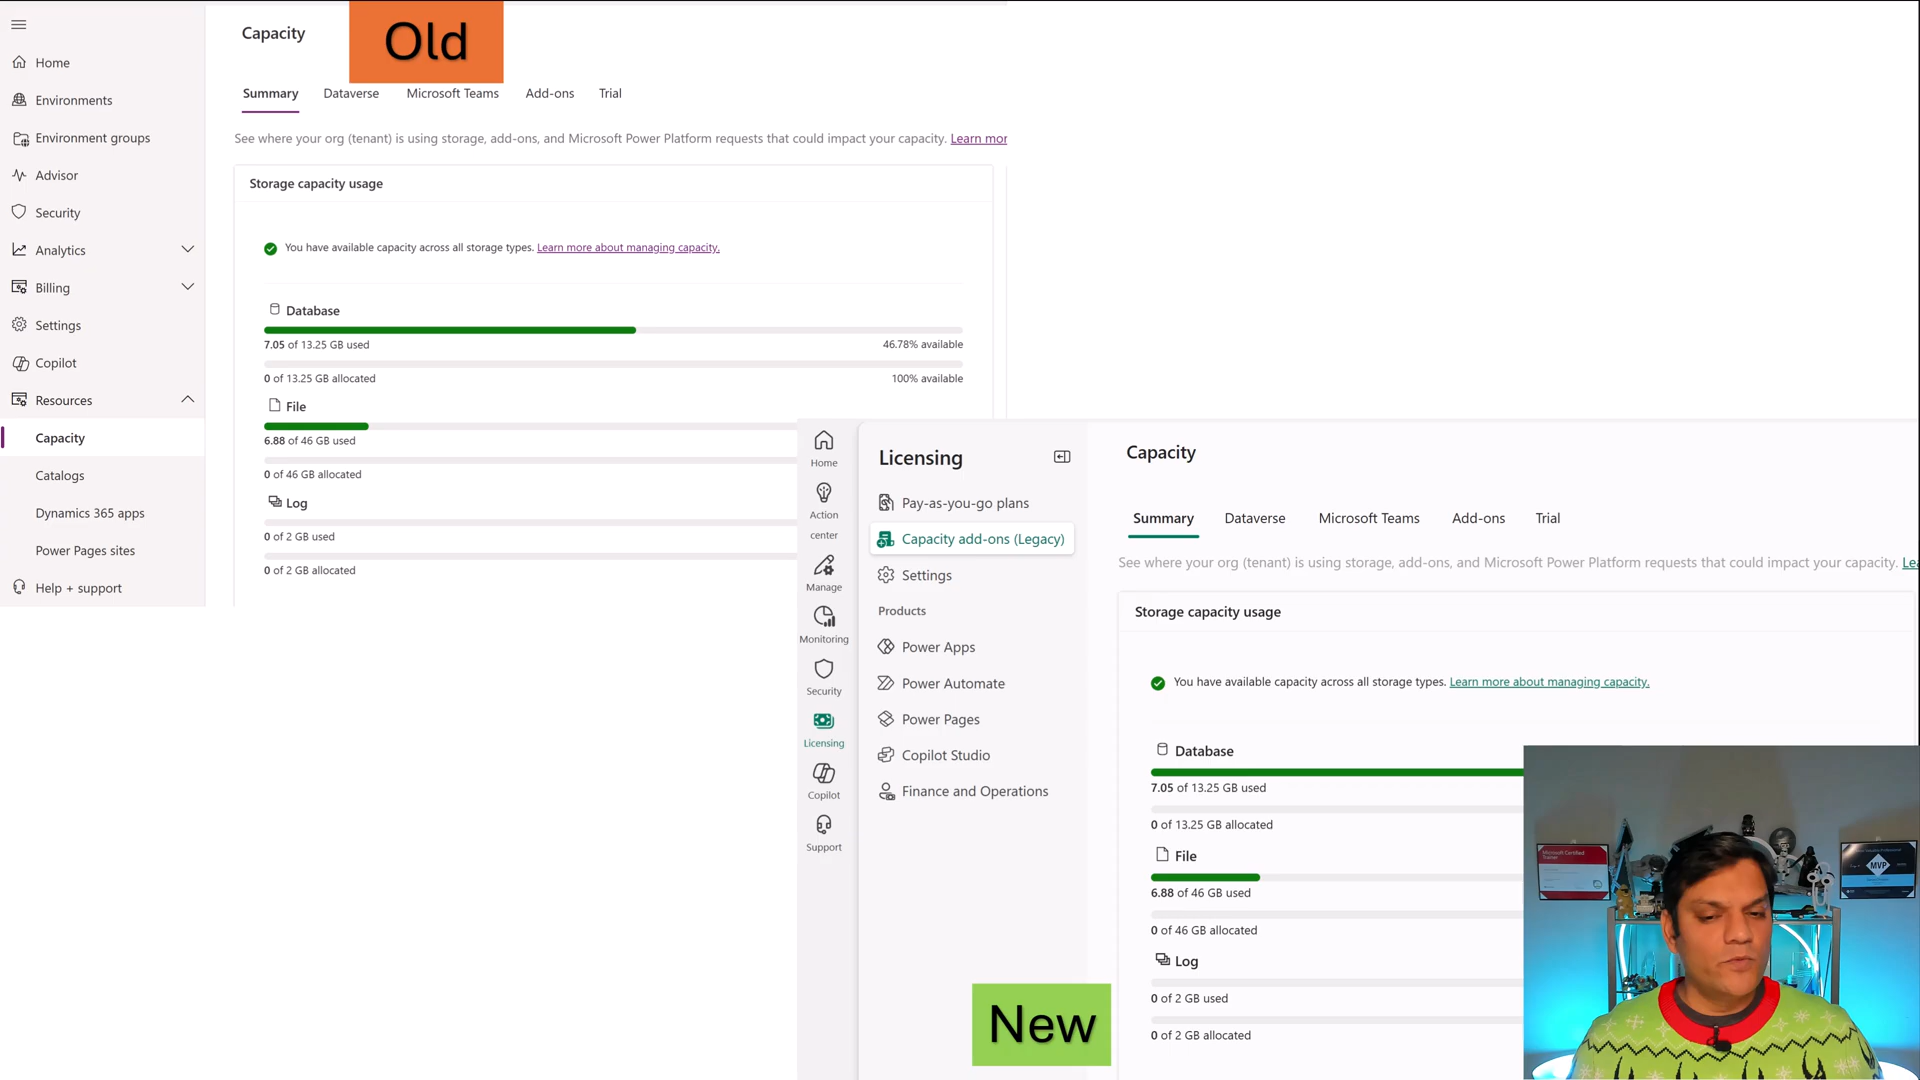 Capacity
Old
Home
Environments
Environment groups
Advisor
Security
Analytics
Billing
Settings
Copilot
Resources
Capacity
Catalogs
Dynamics 365 apps
Power Pages sites
Help + support
Summary Dataverse Microsoft Teams Add-ons Trial
See where your org (tenant) is using storage, add-ons, and Microsoft Power Platform requests that could impact your capacity. Learn mor
Storage capacity usage
You have available capacity across all storage types. Learn more about managing capacity.
Database
7.05 of 13.25 GB used 46.78% available
0 of 13.25 GB allocated 100% available
File
6.88 of 46 GB used
0 of 46 GB allocated
Log
0 of 2 GB used
0 of 2 GB allocated
Home
Action
center
Manage
Monitoring
Security
Licensing
Copilot
Support
Licensing
Pay-as-you-go plans
Capacity add-ons (Legacy)
Settings
Products
Power Apps
Power Automate
Power Pages
Copilot Studio
Finance and Operations
New
Capacity
Summary Dataverse Microsoft Teams Add-ons Trial
See where your org (tenant) is using storage, add-ons, and Microsoft Power Platform requests that could impact your capacity. Le
Storage capacity usage
You have available capacity across all storage types. Learn more about managing capacity.
Database
7.05 of 13.25 GB used
0 of 13.25 GB allocated
File
6.88 of 46 GB used
0 of 46 GB allocated
Log
0 of 2 GB used
0 of 2 GB allocated
Microsoft Certified
Trainer
MVP